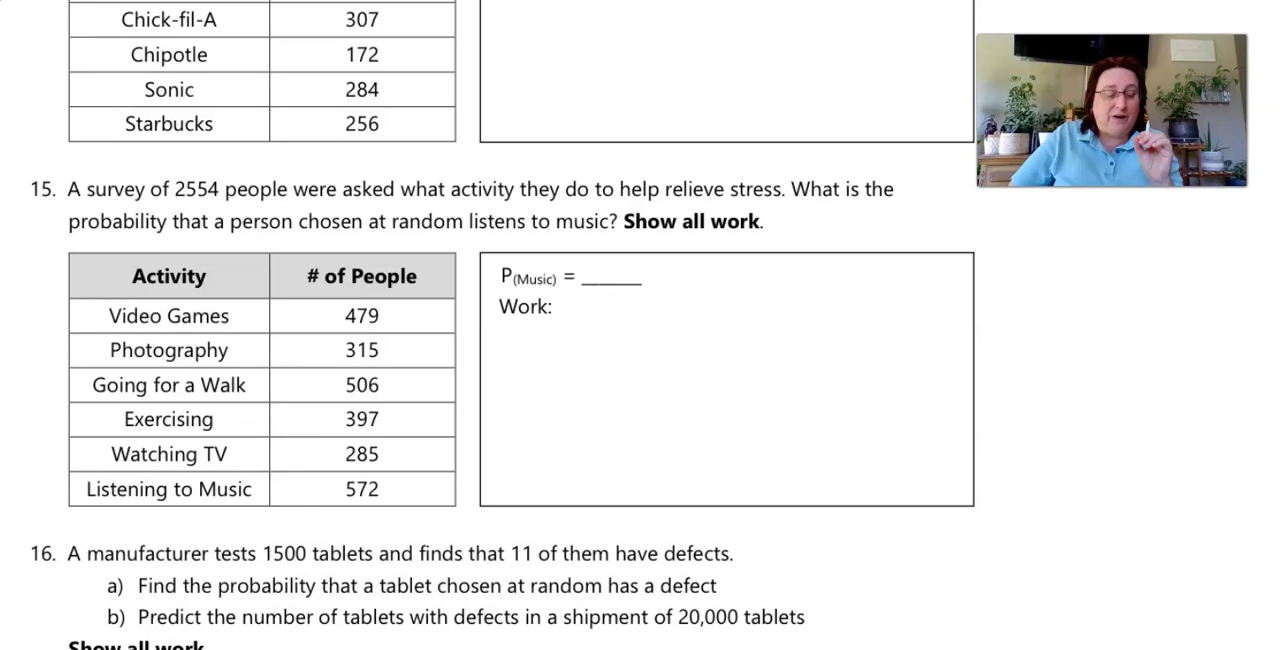 Chick-fil-A 307
Chipotle 172
Sonic 284
Starbucks 256
15. A survey of 2554 people were asked what activity they do to help relieve stress. What is the
probability that a person chosen at random listens to music? Show all work.
Activity # of People
Video Games 479
Photography 315
Going for a Walk 506
Exercising 397
Watching TV 285
Listening to Music 572
P(Music) = ______
Work:
16. A manufacturer tests 1500 tablets and finds that 11 of them have defects.
a) Find the probability that a tablet chosen at random has a defect
b) Predict the number of tablets with defects in a shipment of 20,000 tablets
Show all work